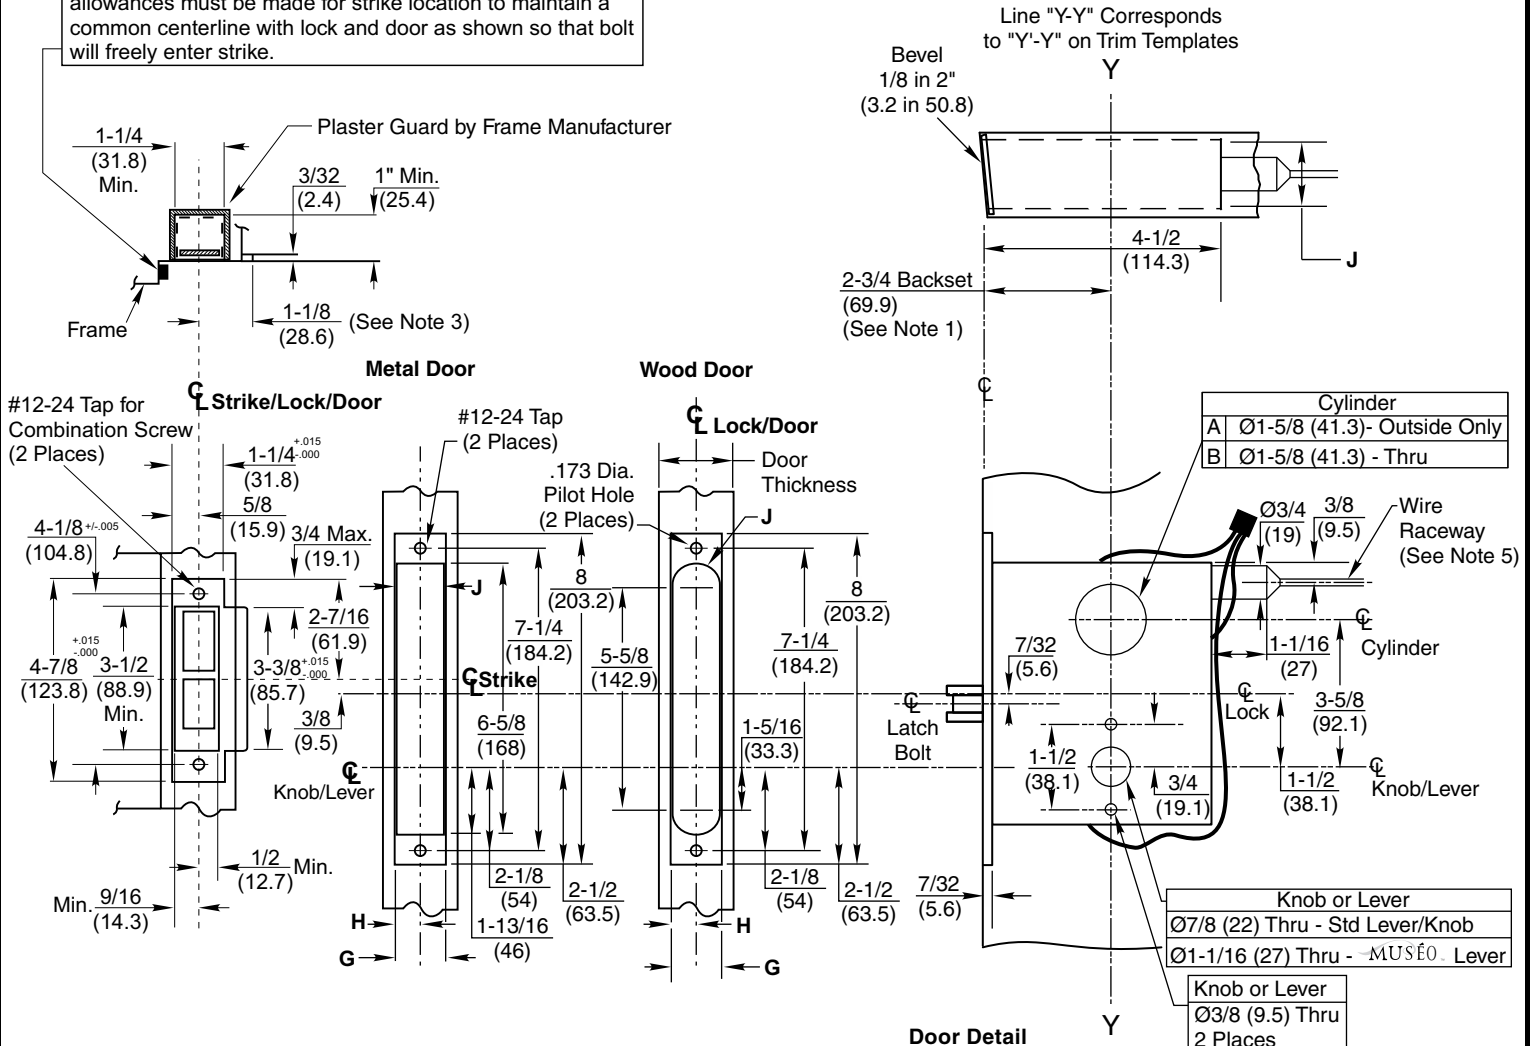 allowances must be made for strike location to maintain a
common centerline with lock and door as shown so that bolt
will freely enter strike.
Line "Y-Y" Corresponds
to "Y'-Y" on Trim Templates
Y
Bevel
1/8 in 2"
(3.2 in 50.8)
1-1/4
(31.8)
Min.
Plaster Guard by Frame Manufacturer
3/32
(2.4)
1" Min.
(25.4)
Frame
1-1/8
(28.6)
(See Note 3)
4-1/2
(114.3)
J
2-3/4 Backset
(69.9)
(See Note 1)
Metal Door
Wood Door
CL
CL Strike/Lock/Door
#12-24 Tap for
Combination Screw
(2 Places)
#12-24 Tap
(2 Places)
CL Lock/Door
Door
Thickness
.173 Dia.
Pilot Hole
(2 Places)
J
Cylinder
A Ø1-5/8 (41.3)- Outside Only
B Ø1-5/8 (41.3) - Thru
1-1/4 +.015 -.000
(31.8)
5/8
(15.9)
4-1/8 +/-.005
(104.8)
3/4 Max.
(19.1)
2-7/16
(61.9)
+.015
-.000
4-7/8
(123.8)
3-1/2
(88.9)
Min.
3-3/8 +.015 -.000
(85.7)
3/8
(9.5)
J
8
(203.2)
7-1/4
(184.2)
CL Strike
6-5/8
(168)
5-5/8
(142.9)
8
(203.2)
7-1/4
(184.2)
1-5/16
(33.3)
Ø3/4
(19)
3/8
(9.5)
Wire
Raceway
(See Note 5)
CL
Cylinder
1-1/16
(27)
7/32
(5.6)
CL
Latch
Bolt
CL
Lock
3-5/8
(92.1)
1-1/2
(38.1)
3/4
(19.1)
1-1/2
(38.1)
CL
Knob/Lever
CL
Knob/Lever
1/2
(12.7)
Min.
Min. 9/16
(14.3)
2-1/8
(54)
2-1/2
(63.5)
1-13/16
(46)
H
G
2-1/8
(54)
2-1/2
(63.5)
H
G
7/32
(5.6)
Knob or Lever
Ø7/8 (22) Thru - Std Lever/Knob
Ø1-1/16 (27) Thru - MUSÉO Lever
Knob or Lever
Ø3/8 (9.5) Thru
2 Places
Y
Door Detail